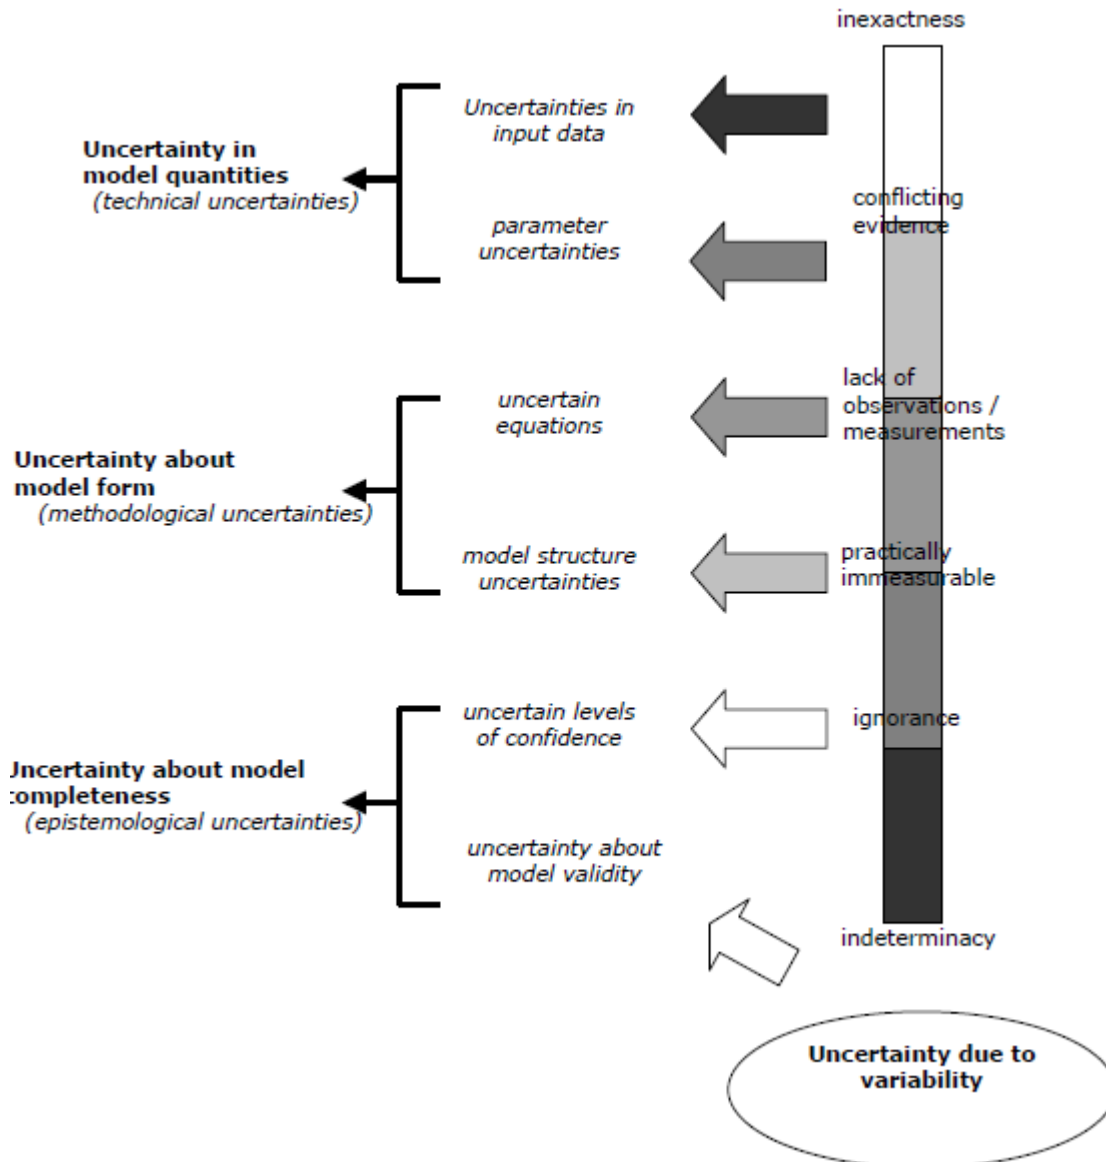 inexactness
Uncertainties in
input data
Uncertainty in
model quantities
(technical uncertainties)
conflicting
evidence
parameter
uncertainties
lack of
observations /
measurements
uncertain
equations
Uncertainty about
model form
(methodological uncertainties)
model structure
uncertainties
practically
immeasurable
uncertain levels
of confidence
ignorance
Uncertainty about model
completeness
(epistemological uncertainties)
uncertainty about
model validity
indeterminacy
Uncertainty due to
variability